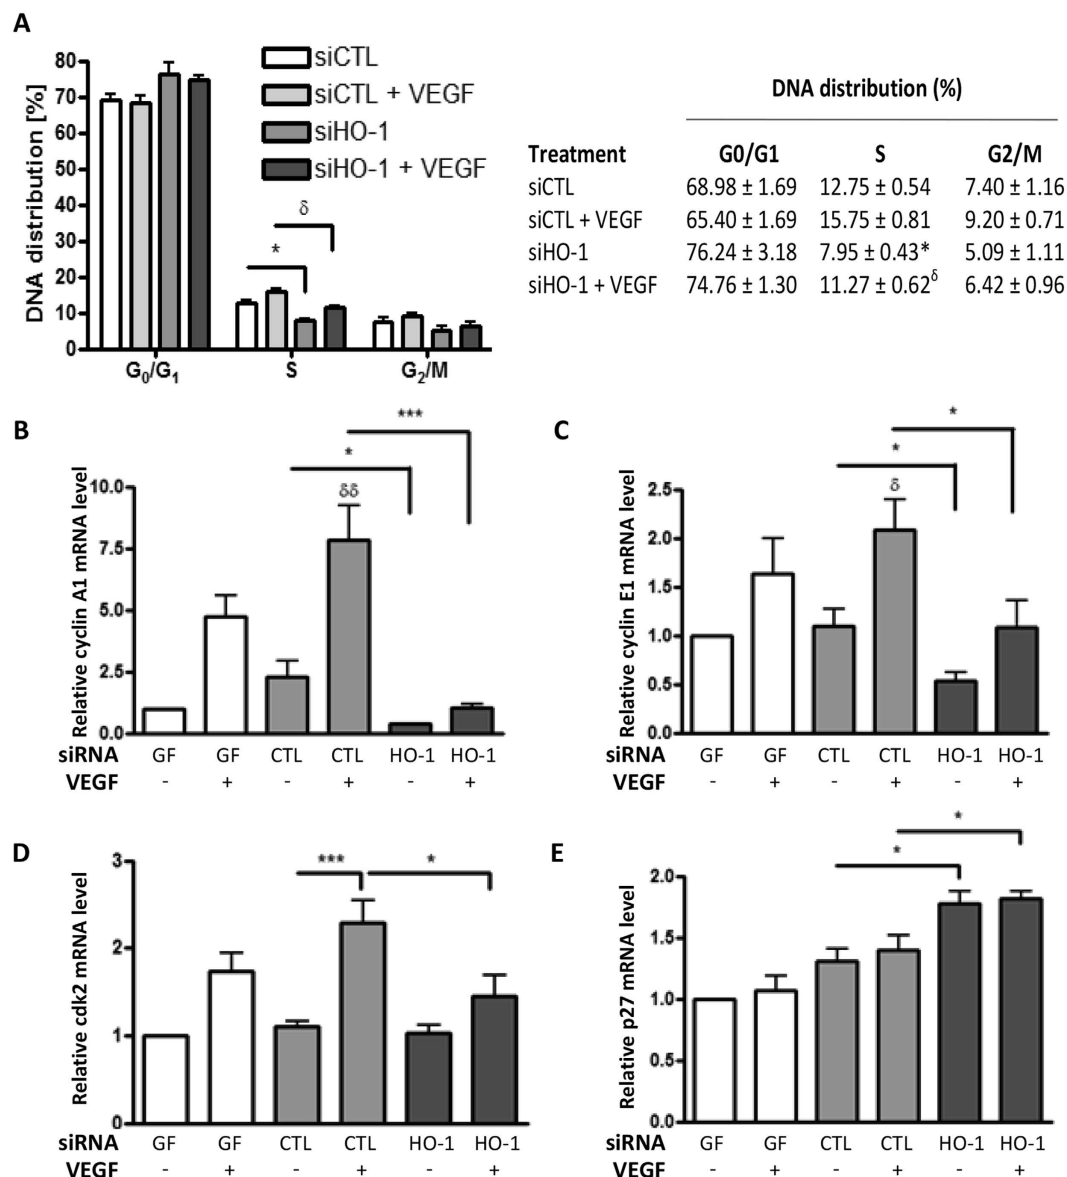 A
DNA distribution [%]
80
70
60
50
40
30
20
10
0
siCTL
siCTL + VEGF
siHO-1
siHO-1 + VEGF
*
δ
G₀/G₁ S G₂/M
DNA distribution (%)
Treatment G0/G1 S G2/M
siCTL 68.98 ± 1.69 12.75 ± 0.54 7.40 ± 1.16
siCTL + VEGF 65.40 ± 1.69 15.75 ± 0.81 9.20 ± 0.71
siHO-1 76.24 ± 3.18 7.95 ± 0.43* 5.09 ± 1.11
siHO-1 + VEGF 74.76 ± 1.30 11.27 ± 0.62δ 6.42 ± 0.96
B
Relative cyclin A1 mRNA level
10.0
7.5
5.0
2.5
0.0
***
*
δδ
siRNA GF GF CTL CTL HO-1 HO-1
VEGF - + - + - +
C
Relative cyclin E1 mRNA level
2.5
2.0
1.5
1.0
0.5
0.0
*
*
δ
GF GF CTL CTL HO-1 HO-1
- + - + - +
D
Relative cdk2 mRNA level
3
2
1
0
***
*
siRNA GF GF CTL CTL HO-1 HO-1
VEGF - + - + - +
E
Relative p27 mRNA level
2.0
1.5
1.0
0.5
0.0
*
*
siRNA GF GF CTL CTL HO-1 HO-1
VEGF - + - + - +